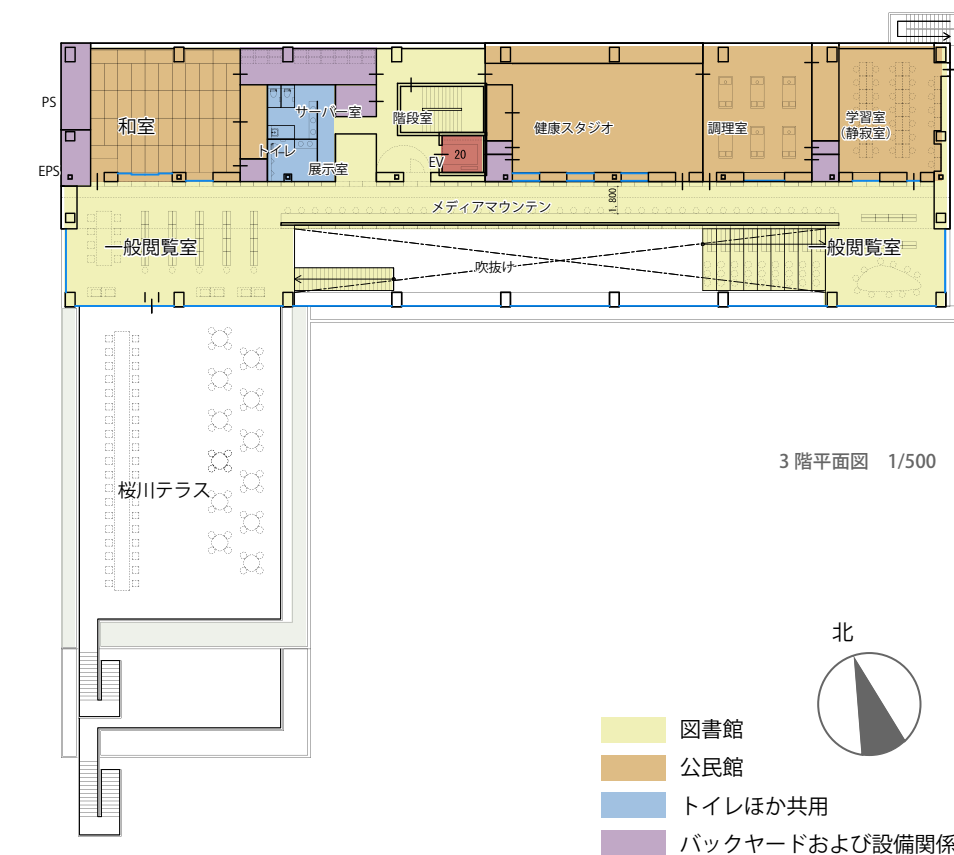 PS
和室
サーバー室
階段室
健康スタジオ
調理室
学習室
(静寂室)
トイレ
EV
20
EPS
展示室
メディアマウンテン
1,800
一般閲覧室
一般閲覧室
吹抜け
桜川テラス
3 階平面図 1/500
北
図書館
公民館
トイレほか共用
バックヤードおよび設備関係